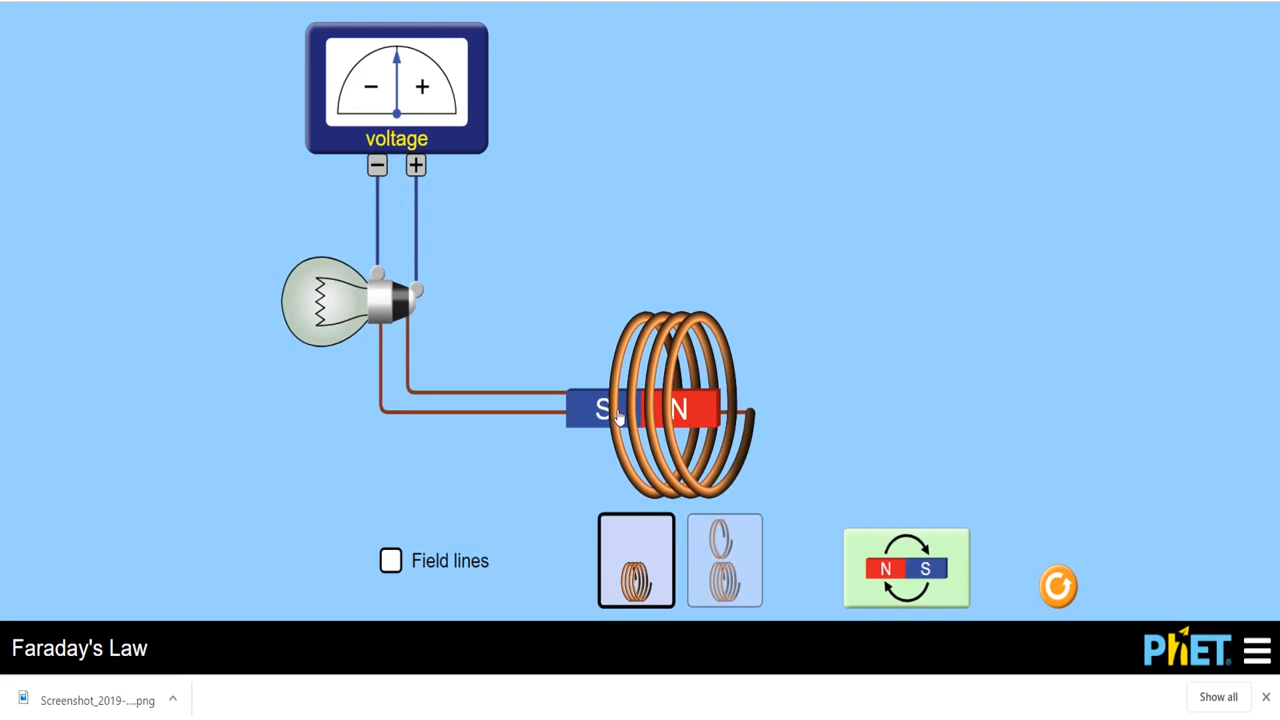 − +
voltage
− +
S N
Field lines
N S
Faraday's Law
PhET
Screenshot_2019-....png
Show all